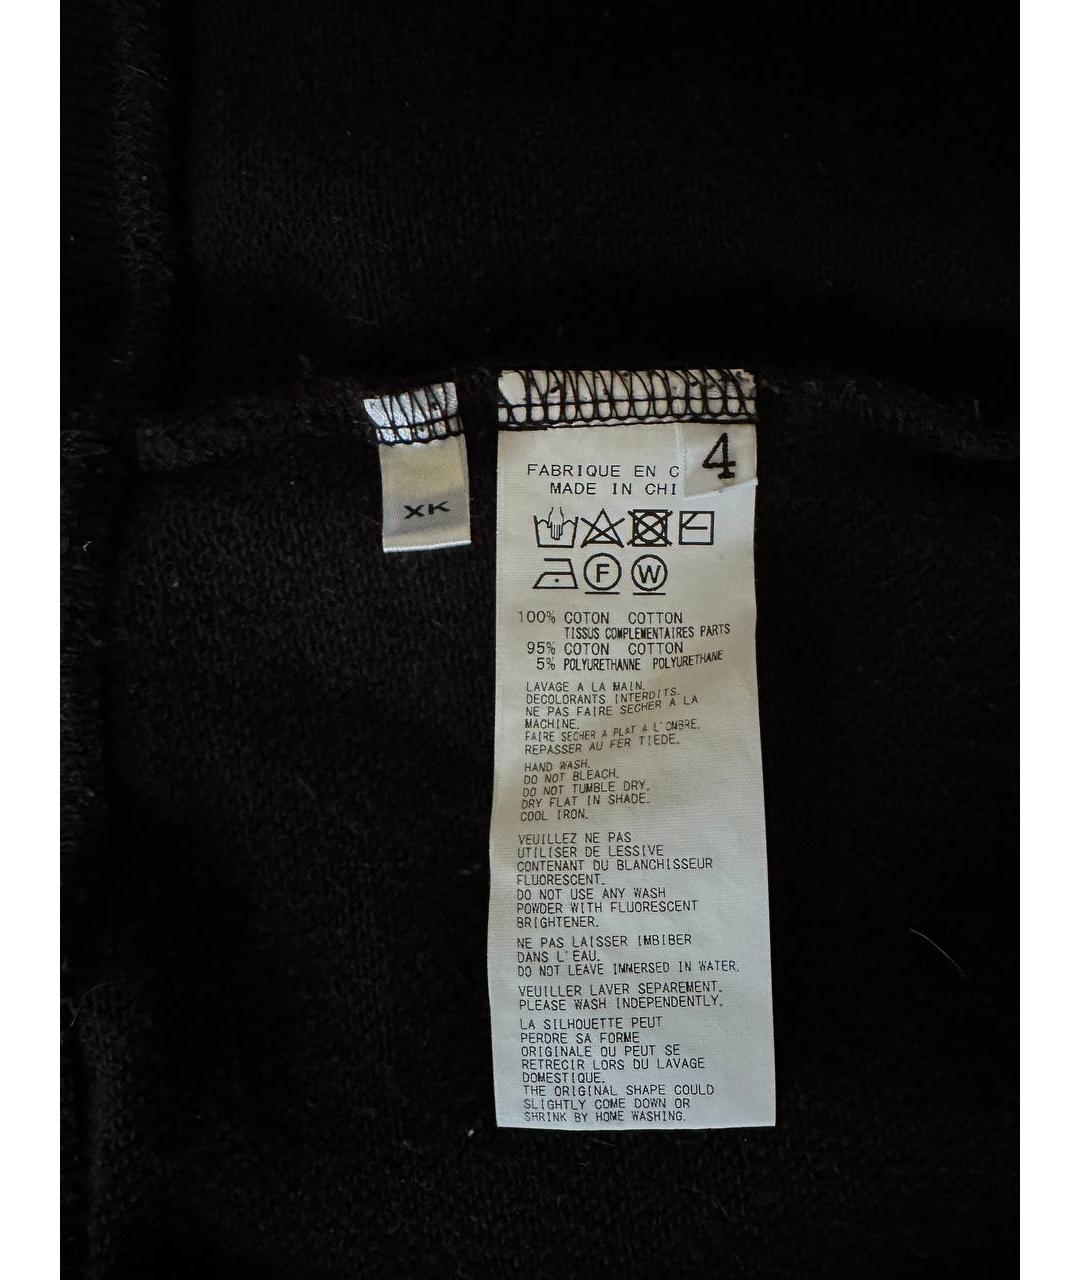 XK
4
FABRIQUE EN C
MADE IN CHI
F W
100% COTON COTTON
TISSUS COMPLEMENTAIRES PARTS
95% COTON COTTON
5% POLYURETHANNE POLYURETHANE
LAVAGE A LA MAIN.
DECOLORANTS INTERDITS.
NE PAS FAIRE SECHER A LA
MACHINE.
FAIRE SECHER A PLAT A L'OMBRE.
REPASSER AU FER TIEDE.
HAND WASH.
DO NOT BLEACH.
DO NOT TUMBLE DRY.
DRY FLAT IN SHADE.
COOL IRON.
VEUILLEZ NE PAS
UTILISER DE LESSIVE
CONTENANT DU BLANCHISSEUR
FLUORESCENT.
DO NOT USE ANY WASH
POWDER WITH FLUORESCENT
BRIGHTENER.
NE PAS LAISSER IMBIBER
DANS L'EAU.
DO NOT LEAVE IMMERSED IN WATER.
VEUILLER LAVER SEPAREMENT.
PLEASE WASH INDEPENDENTLY.
LA SILHOUETTE PEUT
PERDRE SA FORME
ORIGINALE OU PEUT SE
RETRECIR LORS DU LAVAGE
DOMESTIQUE.
THE ORIGINAL SHAPE COULD
SLIGHTLY COME DOWN OR
SHRINK BY HOME WASHING.